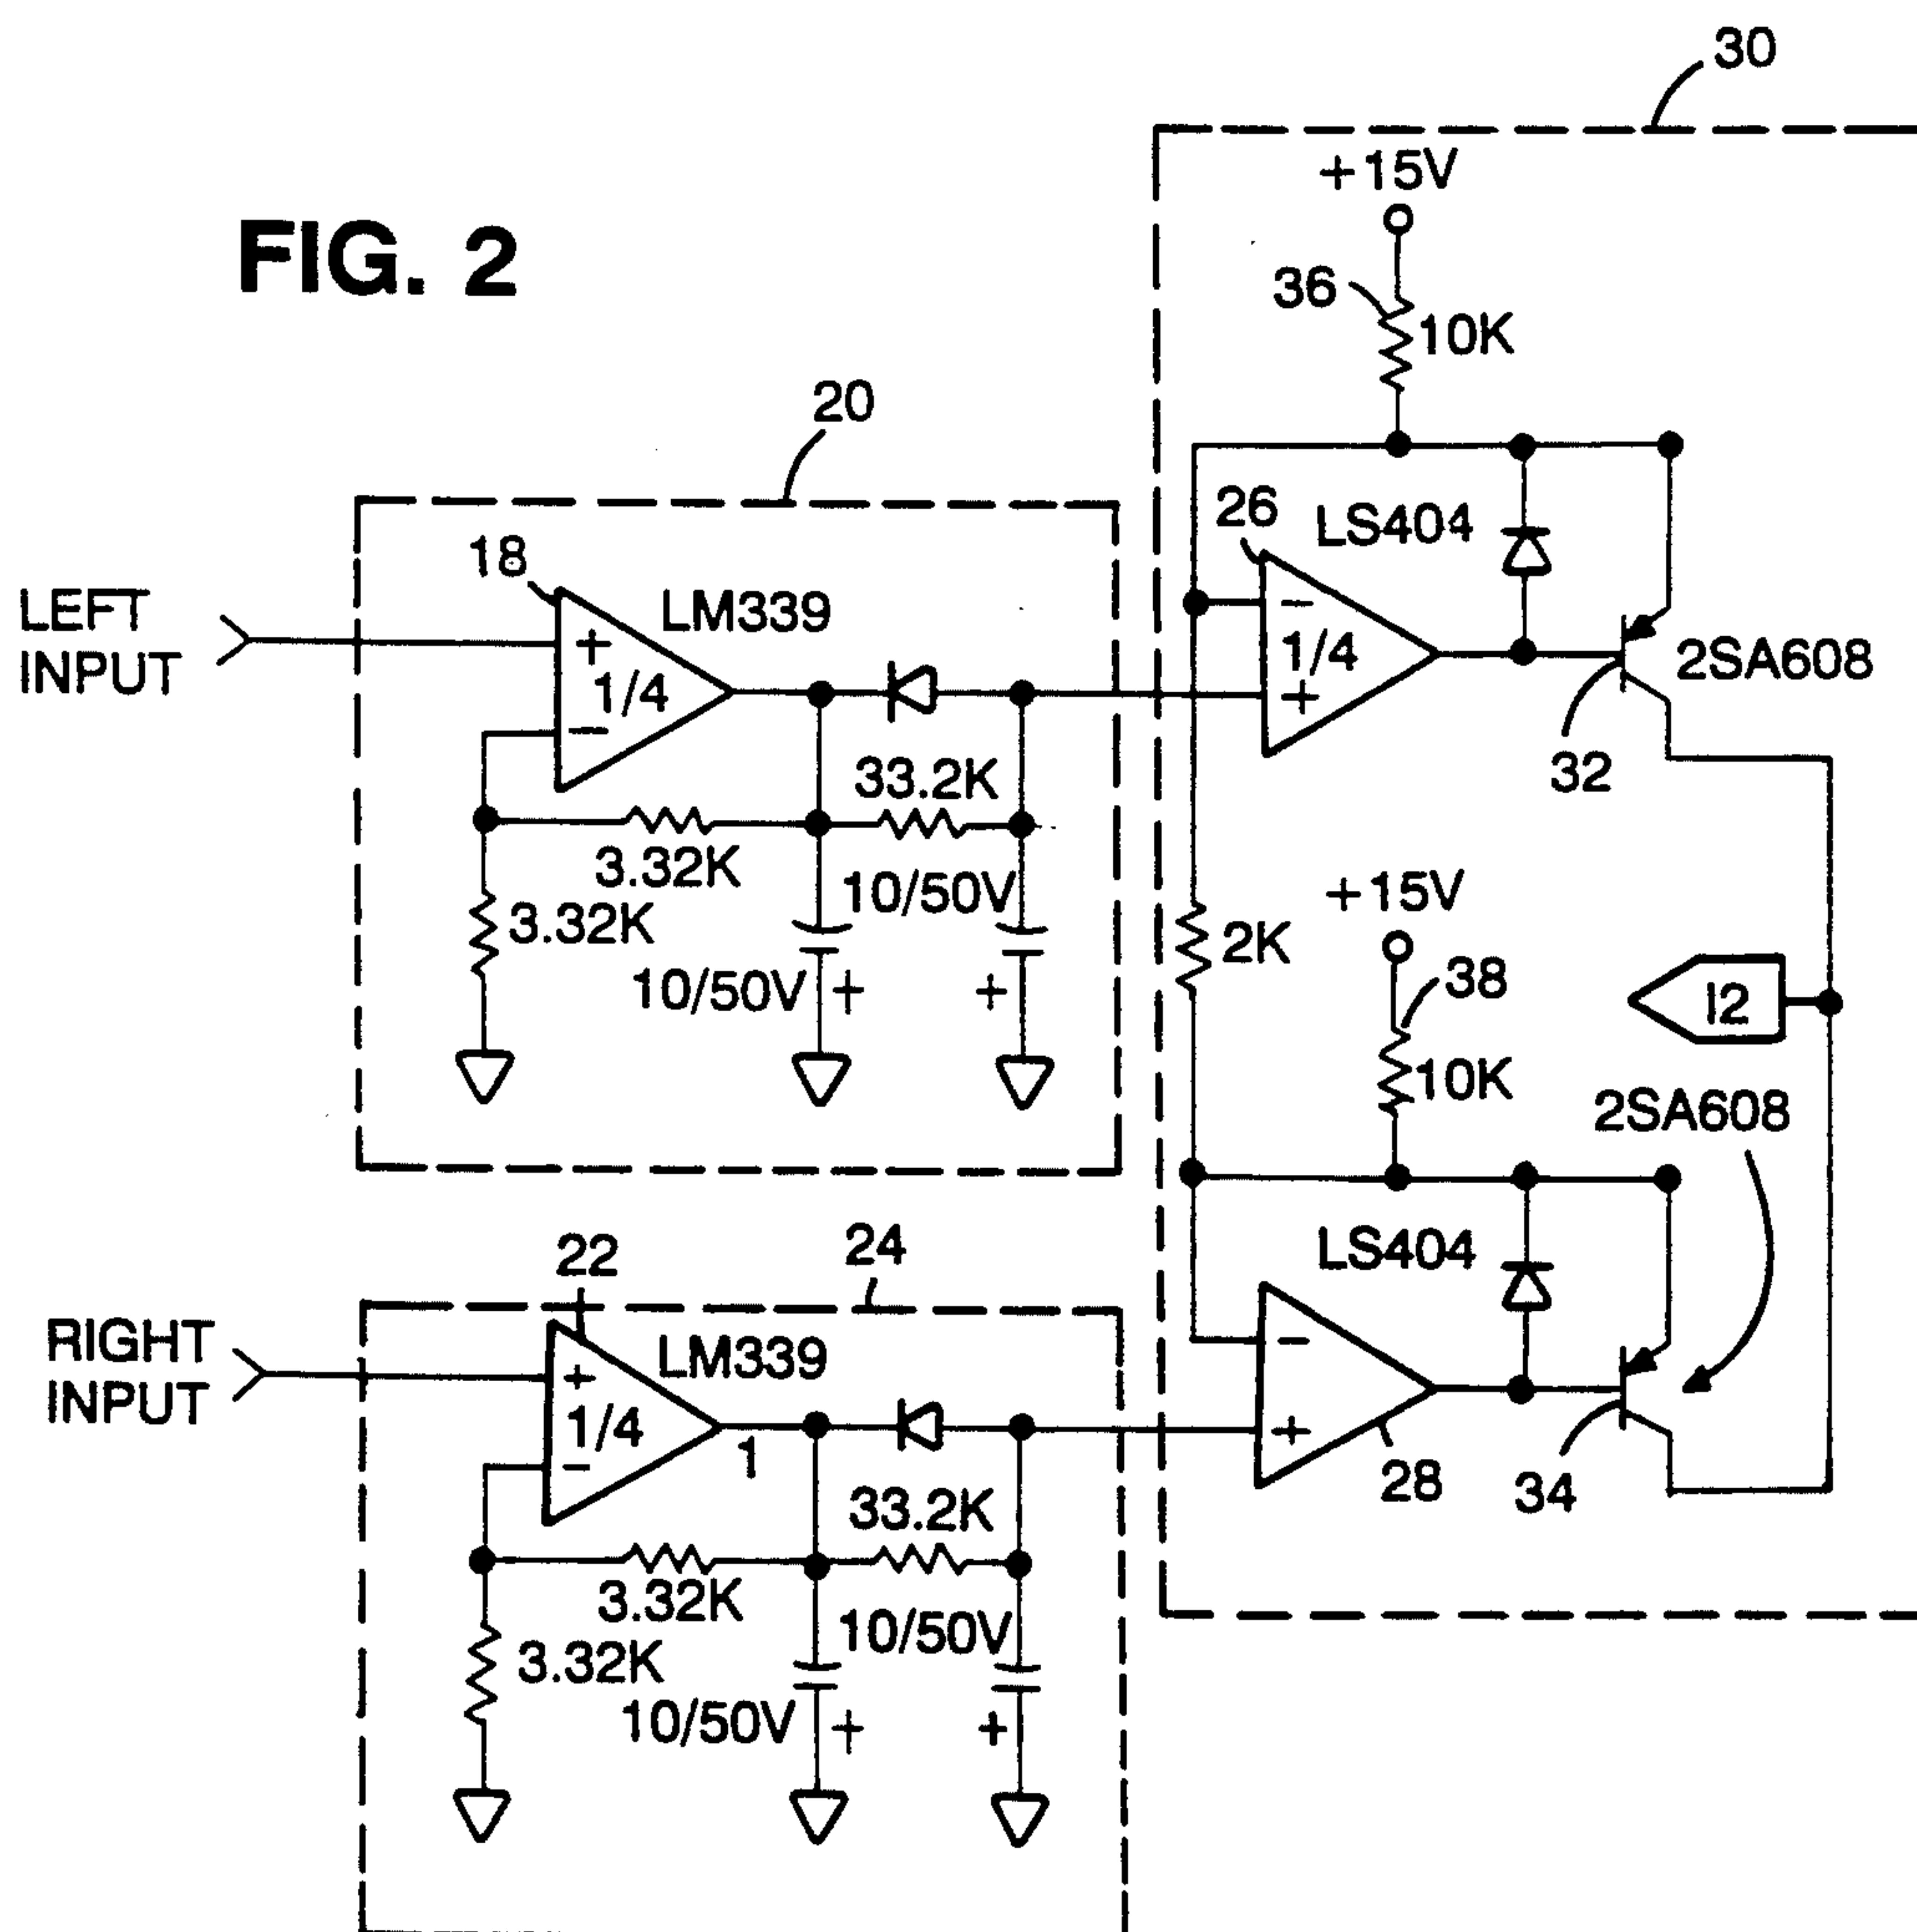 30
+15V
FIG. 2
36
10K
20
26
LS404
18
LM339
LEFT
INPUT
+
1/4
−
−
1/4
+
2SA608
32
33.2K
3.32K
10/50V
3.32K
10/50V
+
+
+15V
2K
38
I2
10K
2SA608
22
24
LS404
RIGHT
INPUT
LM339
+
1/4
−
1
−
+
28
34
33.2K
3.32K
10/50V
3.32K
10/50V
+
+